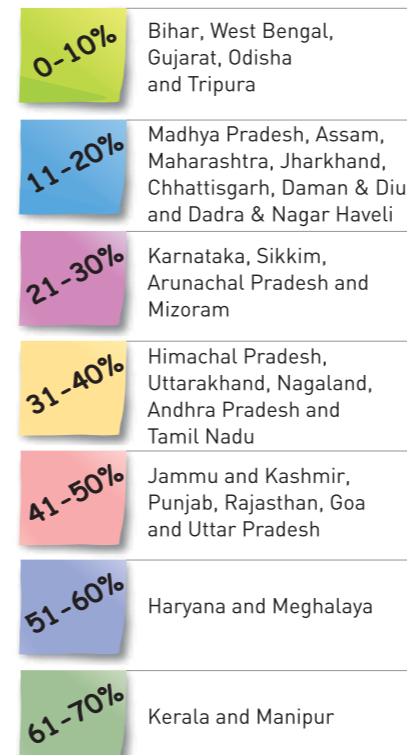 0-10%
Bihar, West Bengal,
Gujarat, Odisha
and Tripura
11-20%
Madhya Pradesh, Assam,
Maharashtra, Jharkhand,
Chhattisgarh, Daman & Diu
and Dadra & Nagar Haveli
21-30%
Karnataka, Sikkim,
Arunachal Pradesh and
Mizoram
31-40%
Himachal Pradesh,
Uttarakhand, Nagaland,
Andhra Pradesh and
Tamil Nadu
41-50%
Jammu and Kashmir,
Punjab, Rajasthan, Goa
and Uttar Pradesh
51-60%
Haryana and Meghalaya
61-70%
Kerala and Manipur